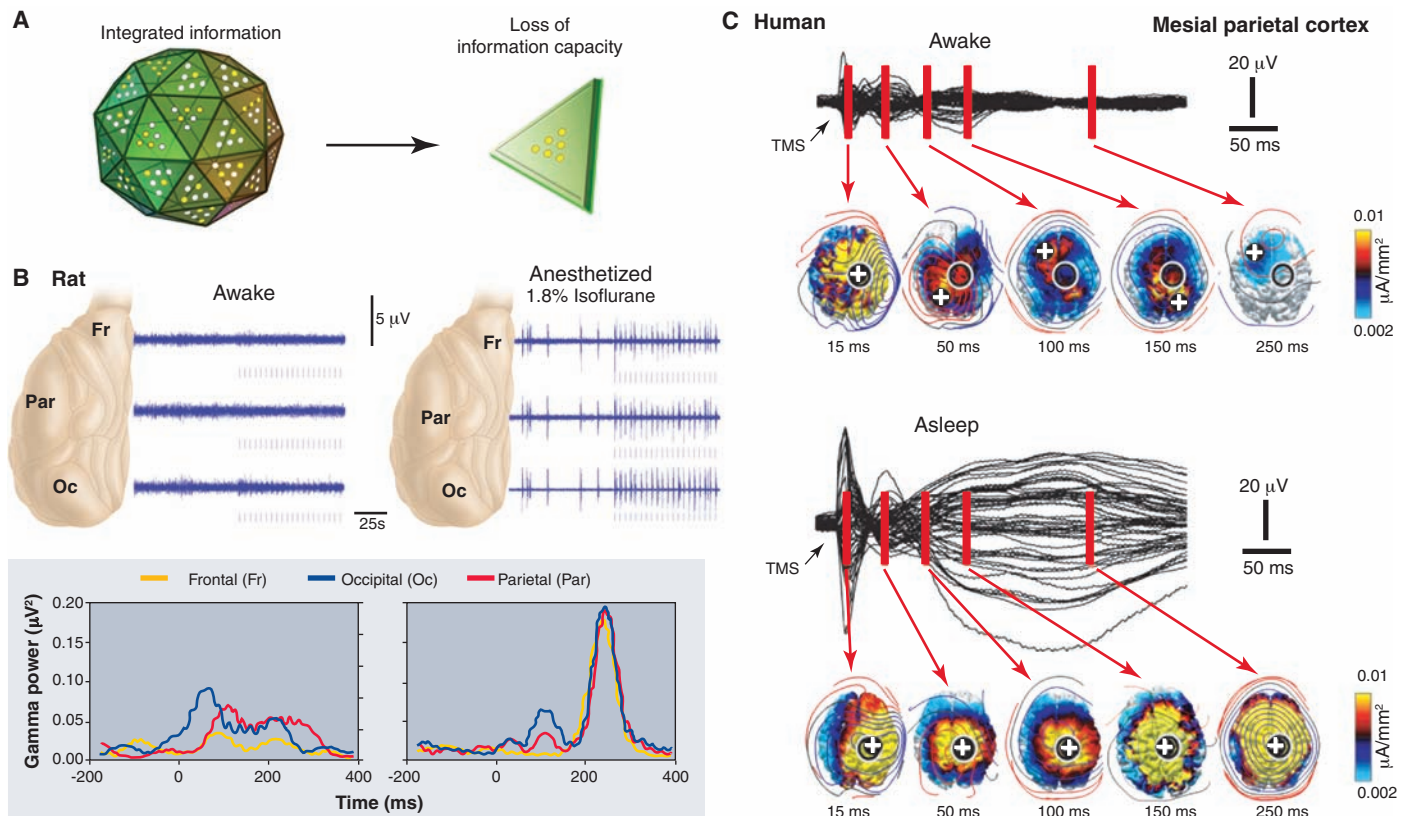 A
Integrated information
Loss of
information capacity
B Rat
Awake
5 µV
Anesthetized
1.8% Isoflurane
Fr
Par
Oc
25s
Fr
Par
Oc
Frontal (Fr)
Occipital (Oc)
Parietal (Par)
Gamma power (µV²)
0.20
0.15
0.10
0.05
0.00
-200
0
200
400
-200
0
200
400
Time (ms)
C Human
Mesial parietal cortex
Awake
20 µV
50 ms
TMS
0.01
µA/mm²
0.002
15 ms
50 ms
100 ms
150 ms
250 ms
Asleep
20 µV
50 ms
TMS
0.01
µA/mm²
0.002
15 ms
50 ms
100 ms
150 ms
250 ms